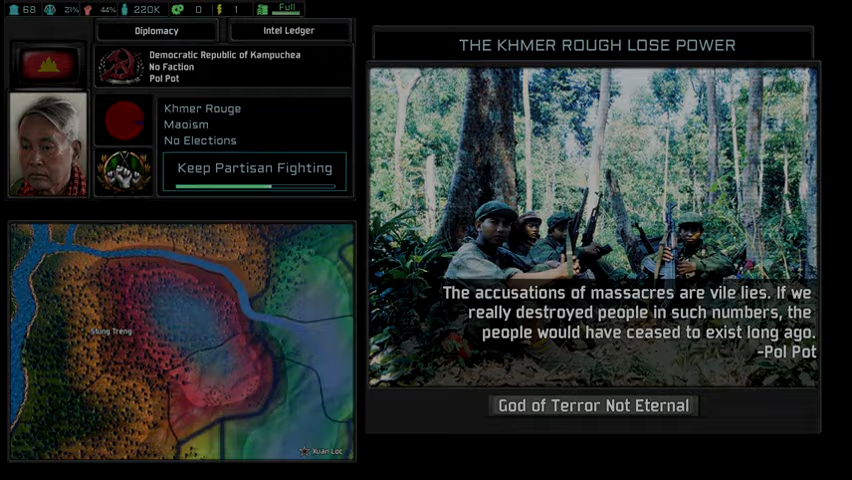 68 21% 44% 220K 0 1 Full
Diplomacy
Intel Ledger
Democratic Republic of Kampuchea
No Faction
Pol Pot
Khmer Rouge
Maoism
No Elections
Keep Partisan Fighting
Stung Treng
Xuan Loc
THE KHMER ROUGH LOSE POWER
The accusations of massacres are vile lies. If we
really destroyed people in such numbers, the
people would have ceased to exist long ago.
-Pol Pot
God of Terror Not Eternal